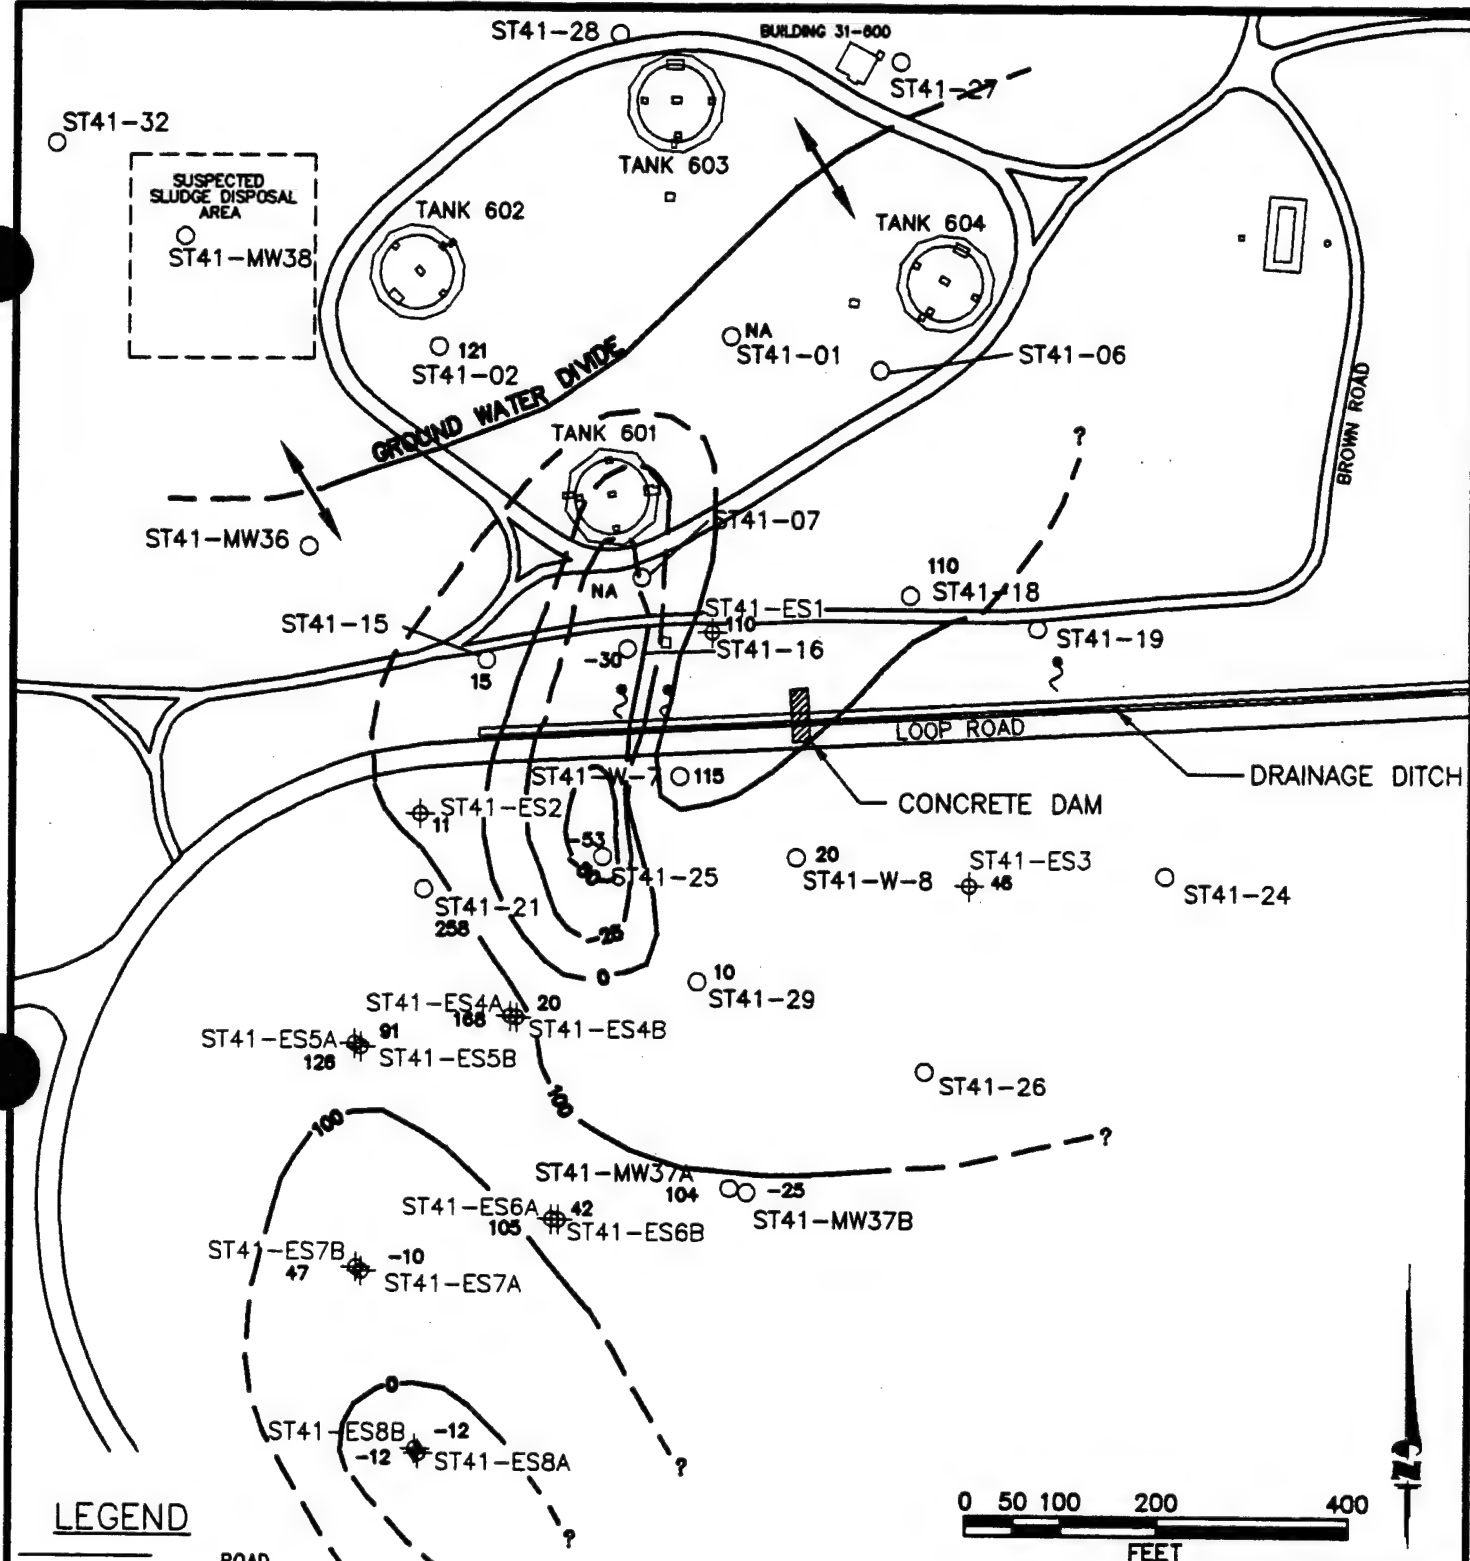 ST41-28
BUILDING 31-600
ST41-27
ST41-32
SUSPECTED
SLUDGE DISPOSAL
AREA
ST41-MW38
TANK 603
TANK 602
TANK 604
NA
ST41-01
ST41-06
121
ST41-02
GROUND WATER DIVIDE
BROWN ROAD
TANK 601
?
ST41-07
ST41-MW36
NA
110
ST41-18
ST41-ES1
110
ST41-15
ST41-16
ST41-19
-30
15
LOOP ROAD
ST41-W-7
115
DRAINAGE DITCH
CONCRETE DAM
ST41-ES2
11
-53
ST41-25
20
ST41-W-8
ST41-ES3
46
ST41-24
ST41-21
258
-25
0
10
ST41-29
ST41-ES4A
168
20
ST41-ES4B
ST41-ES5A
126
91
ST41-ES5B
ST41-26
100
100
?
ST41-MW37A
104
-25
ST41-MW37B
ST41-ES6A
105
42
ST41-ES6B
ST41-ES7B
47
-10
ST41-ES7A
0
ST41-ES8B
-12
-12
ST41-ES8A
?
?
LEGEND
ROAD
0 50 100 200 400
FEET
N